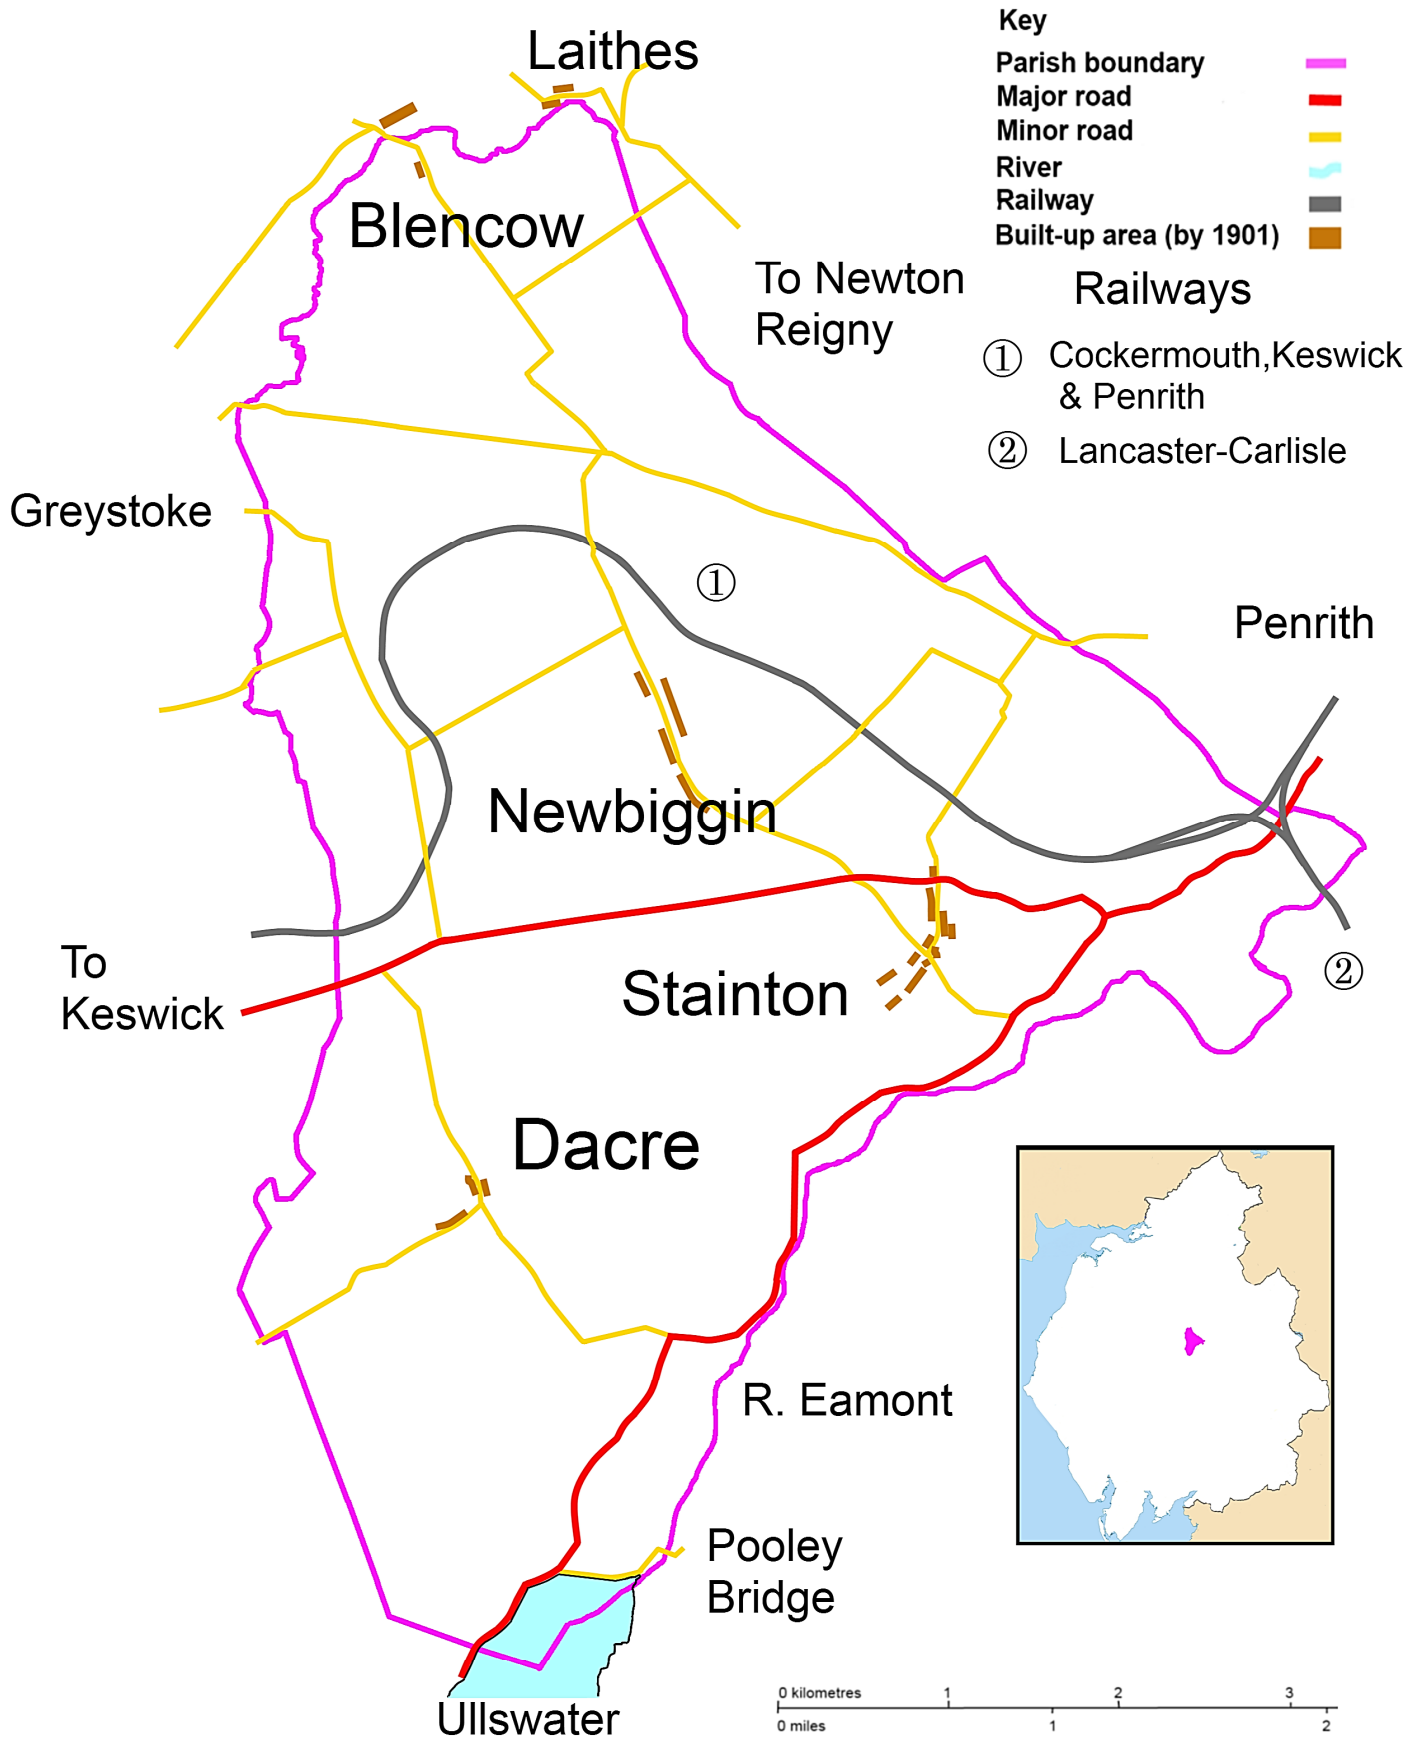 Laithes
Key
Parish boundary
Major road
Minor road
River
Railway
Built-up area (by 1901)
Blencow
To Newton
Reigny
Railways
① Cockermouth,Keswick
& Penrith
② Lancaster-Carlisle
Greystoke
①
Penrith
Newbiggin
To
Keswick
Stainton
②
Dacre
R. Eamont
Pooley
Bridge
Ullswater
0 kilometres 1 2 3
0 miles 1 2